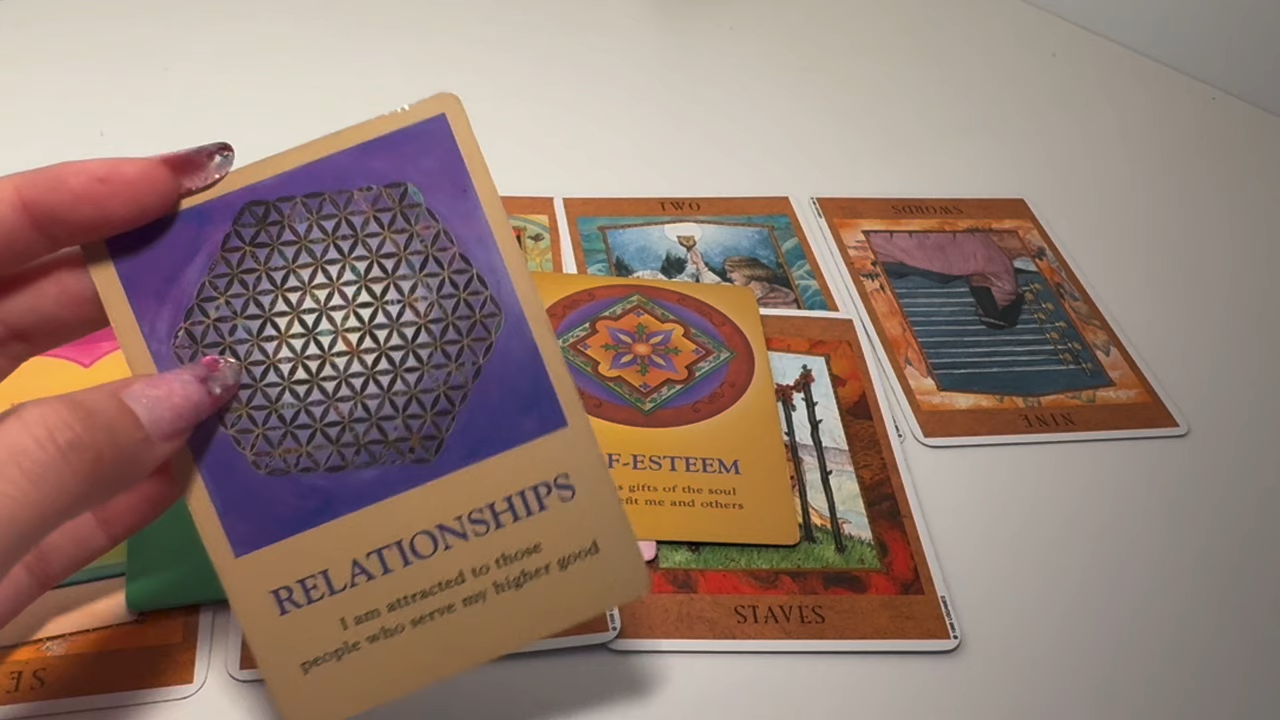 TWO
SWORDS
NINE
F-ESTEEM
s gifts of the soul
efit me and others
RELATIONSHIPS
I am attracted to those
people who serve my higher good
STAVES
SE